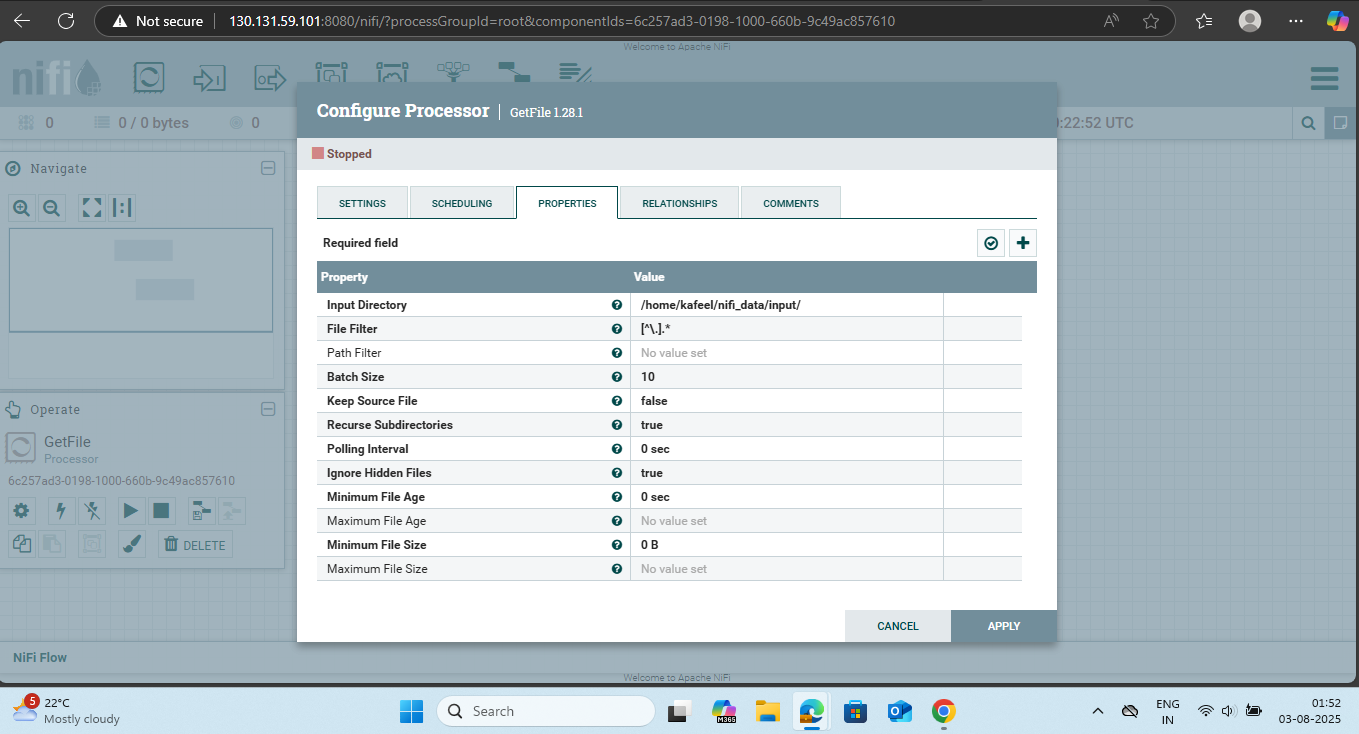 Not secure 130.131.59.101:8080/nifi/?processGroupId=root&componentIds=6c257ad3-0198-1000-660b-9c49ac857610
Welcome to Apache NiFi
nifi
Configure Processor GetFile 1.28.1
0 0 / 0 bytes 0 :22:52 UTC
Stopped
Navigate
SETTINGS SCHEDULING PROPERTIES RELATIONSHIPS COMMENTS
Required field
Property Value
Input Directory /home/kafeel/nifi_data/input/
File Filter [^\.].*
Path Filter No value set
Batch Size 10
Keep Source File false
Recurse Subdirectories true
Polling Interval 0 sec
Ignore Hidden Files true
Minimum File Age 0 sec
Maximum File Age No value set
Minimum File Size 0 B
Maximum File Size No value set
Operate
GetFile
Processor
6c257ad3-0198-1000-660b-9c49ac857610
DELETE
CANCEL APPLY
NiFi Flow
Welcome to Apache NiFi
5 22°C
Mostly cloudy
Search
M365
ENG
IN
01:52
03-08-2025